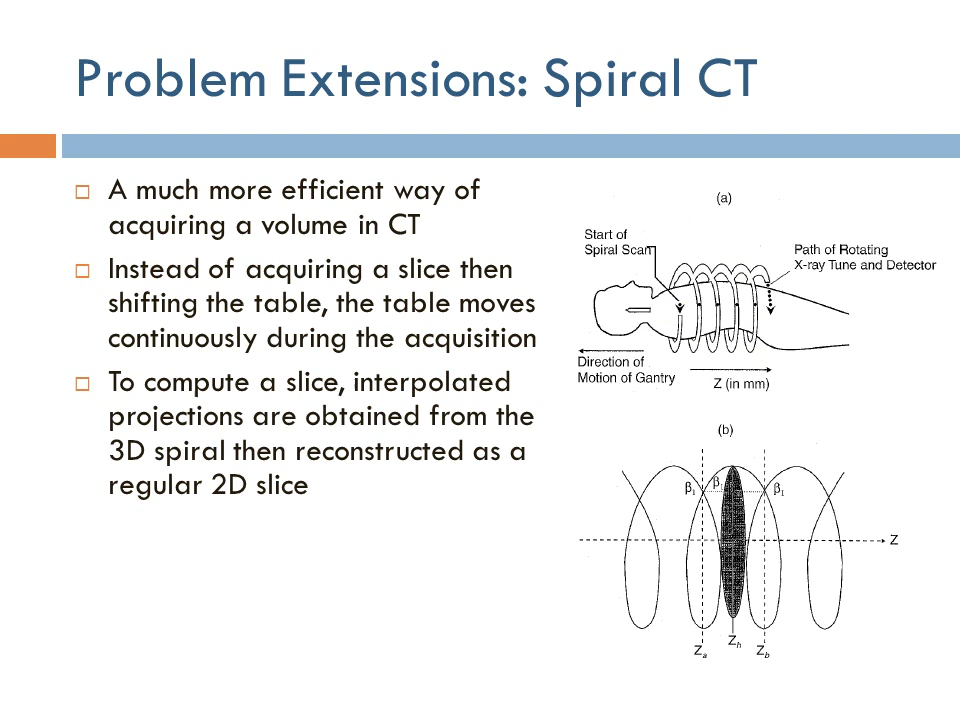 Problem Extensions: Spiral CT
A much more efficient way of
acquiring a volume in CT
Instead of acquiring a slice then
shifting the table, the table moves
continuously during the acquisition
To compute a slice, interpolated
projections are obtained from the
3D spiral then reconstructed as a
regular 2D slice
(a)
Start of
Spiral Scan
Path of Rotating
X-ray Tune and Detector
Direction of
Motion of Gantry
Z (in mm)
(b)
β₁ β₁ β₁
Z
Zₐ Zₕ Z_b